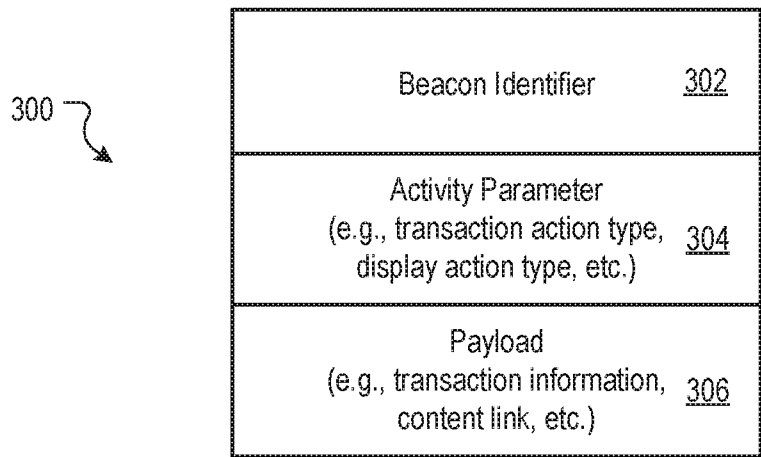 Beacon Identifier 302
300
Activity Parameter
(e.g., transaction action type, 304
display action type, etc.)
Payload
(e.g., transaction information, 306
content link, etc.)